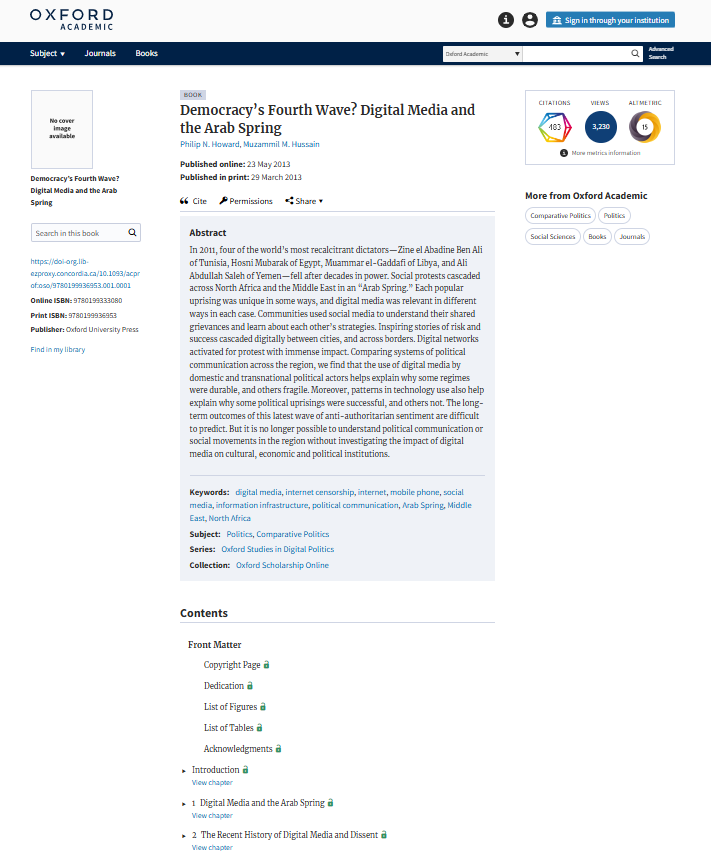 OXFORD
ACADEMIC
Sign in through your institution
Subject
Journals
Books
Oxford Academic
Advanced
Search
No cover
image
available
Democracy's Fourth Wave?
Digital Media and the Arab
Spring
Search in this book
https://doi-org.lib-
ezproxy.concordia.ca/10.1093/acpr
of:oso/9780199936953.001.0001
Online ISBN: 9780199333080
Print ISBN: 9780199936953
Publisher: Oxford University Press
Find in my library
BOOK
Democracy's Fourth Wave? Digital Media and
the Arab Spring
Philip N. Howard, Muzammil M. Hussain
Published online: 23 May 2013
Published in print: 29 March 2013
Cite
Permissions
Share
Abstract
In 2011, four of the world's most recalcitrant dictators—Zine el Abadine Ben Ali
of Tunisia, Hosni Mubarak of Egypt, Muammar el-Gaddafi of Libya, and Ali
Abdullah Saleh of Yemen—fell after decades in power. Social protests cascaded
across North Africa and the Middle East in an “Arab Spring.” Each popular
uprising was unique in some ways, and digital media was relevant in different
ways in each case. Communities used social media to understand their shared
grievances and learn about each other's strategies. Inspiring stories of risk and
success cascaded digitally between cities, and across borders. Digital networks
activated for protest with immense impact. Comparing systems of political
communication across the region, we find that the use of digital media by
domestic and transnational political actors helps explain why some regimes
were durable, and others fragile. Moreover, patterns in technology use also help
explain why some political uprisings were successful, and others not. The long-
term outcomes of this latest wave of anti-authoritarian sentiment are difficult
to predict. But it is no longer possible to understand political communication or
social movements in the region without investigating the impact of digital
media on cultural, economic and political institutions.
Keywords: digital media, internet censorship, internet, mobile phone, social
media, information infrastructure, political communication, Arab Spring, Middle
East, North Africa
Subject: Politics, Comparative Politics
Series: Oxford Studies in Digital Politics
Collection: Oxford Scholarship Online
Contents
Front Matter
Copyright Page
Dedication
List of Figures
List of Tables
Acknowledgments
Introduction
View chapter
1 Digital Media and the Arab Spring
View chapter
2 The Recent History of Digital Media and Dissent
View chapter
CITATIONS
VIEWS
ALTMETRIC
483
3,230
15
More metrics information
More from Oxford Academic
Comparative Politics
Politics
Social Sciences
Books
Journals